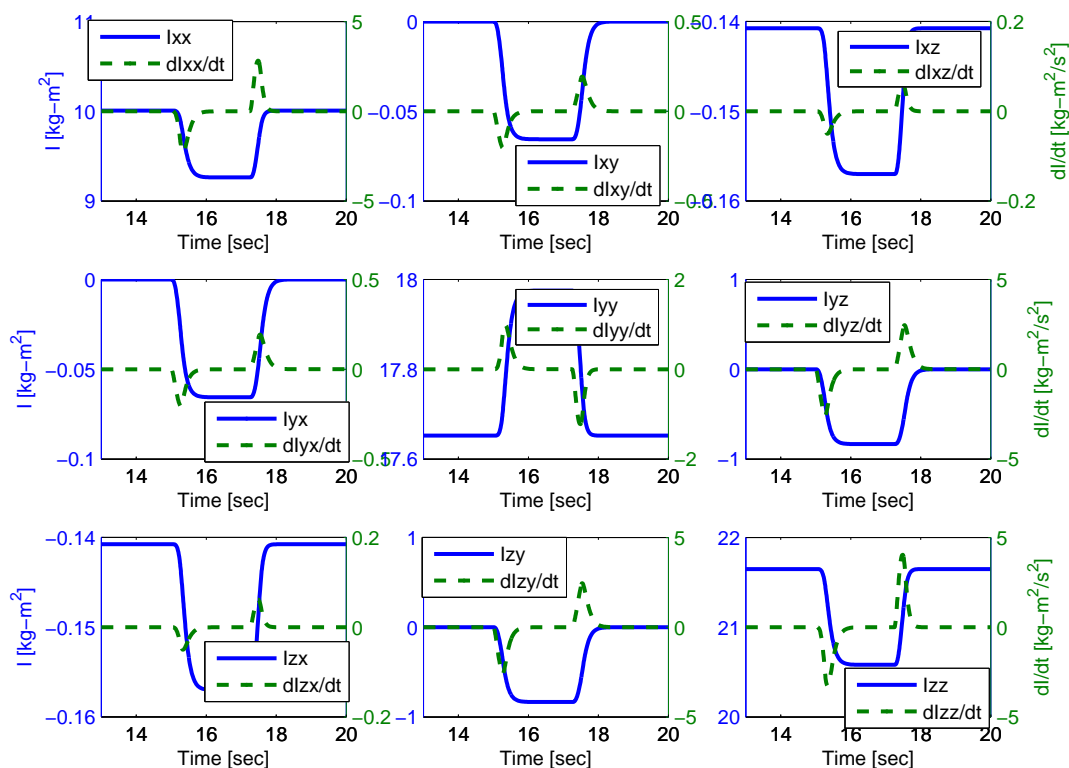 11
9
10
I [kg−m²]
14 16 18 20
Time [sec]
−5
0
5
Ixx
dIxx/dt
−0.1
−0.05
0
14 16 18 20
Time [sec]
0
0.5
Ixy
dIxy/dt
−0.16
−0.15
−0.14
14 16 18 20
Time [sec]
−0.2
0
0.2
dI/dt [kg−m²/s²]
Ixz
dIxz/dt
−0.1
−0.05
0
I [kg−m²]
14 16 18 20
Time [sec]
0
0.5
Iyx
dIyx/dt
17.6
17.8
18
14 16 18 20
Time [sec]
−2
0
2
Iyy
dIyy/dt
−1
0
1
14 16 18 20
Time [sec]
−5
0
5
dI/dt [kg−m²/s²]
Iyz
dIyz/dt
−0.16
−0.15
−0.14
I [kg−m²]
14 16 18 20
Time [sec]
−0.2
0
0.2
Izx
dIzx/dt
−1
0
1
14 16 18 20
Time [sec]
−5
0
5
Izy
dIzy/dt
20
21
22
14 16 18 20
Time [sec]
−5
0
5
dI/dt [kg−m²/s²]
Izz
dIzz/dt